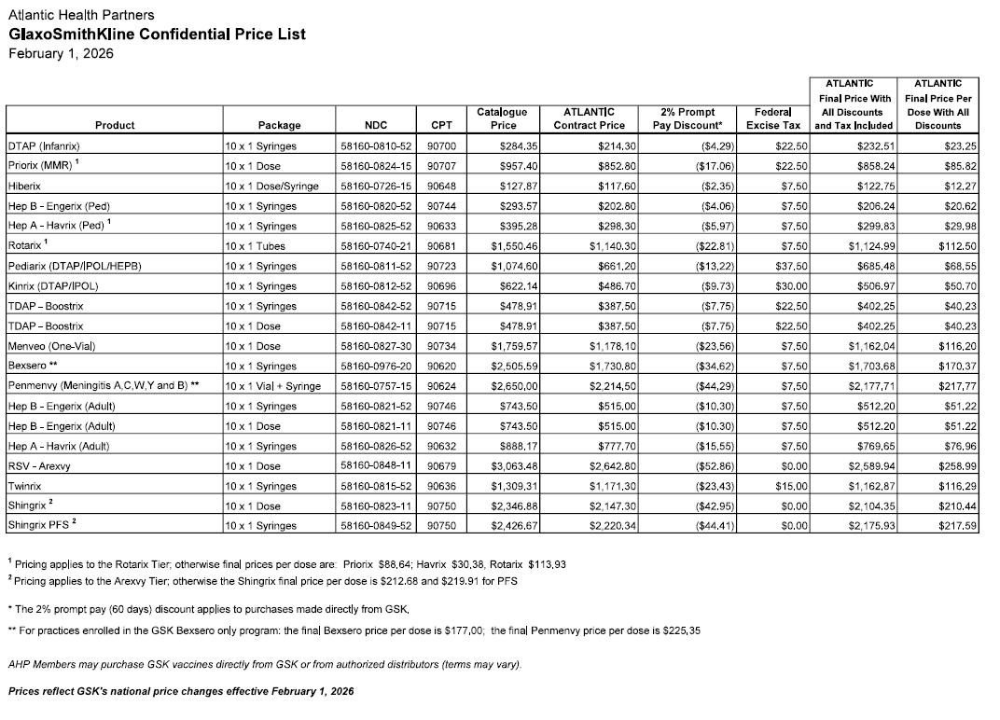 Atlantic Health Partners
GlaxoSmithKline Confidential Price List
February 1, 2026
Product Package NDC CPT Catalogue Price ATLANTIC Contract Price 2% Prompt Pay Discount* Federal Excise Tax ATLANTIC Final Price With All Discounts and Tax Included ATLANTIC Final Price Per Dose With All Discounts
DTAP (Infanrix) 10 x 1 Syringes 58160-0810-52 90700 $284.35 $214.30 ($4.29) $22.50 $232.51 $23.25
Priorix (MMR) ¹ 10 x 1 Dose 58160-0824-15 90707 $957.40 $852.80 ($17.06) $22.50 $858.24 $85.82
Hiberix 10 x 1 Dose/Syringe 58160-0726-15 90648 $127.87 $117.60 ($2.35) $7.50 $122.75 $12.27
Hep B - Engerix (Ped) 10 x 1 Syringes 58160-0820-52 90744 $293.57 $202.80 ($4.06) $7.50 $206.24 $20.62
Hep A - Havrix (Ped) ¹ 10 x 1 Syringes 58160-0825-52 90633 $395.28 $298.30 ($5.97) $7.50 $299.83 $29.98
Rotarix ¹ 10 x 1 Tubes 58160-0740-21 90681 $1,550.46 $1,140.30 ($22.81) $7.50 $1,124.99 $112.50
Pediarix (DTAP/IPOL/HEPB) 10 x 1 Syringes 58160-0811-52 90723 $1,074.60 $661.20 ($13.22) $37.50 $685.48 $68.55
Kinrix (DTAP/IPOL) 10 x 1 Syringes 58160-0812-52 90696 $622.14 $486.70 ($9.73) $30.00 $506.97 $50.70
TDAP - Boostrix 10 x 1 Syringes 58160-0842-52 90715 $478.91 $387.50 ($7.75) $22.50 $402.25 $40.23
TDAP - Boostrix 10 x 1 Dose 58160-0842-11 90715 $478.91 $387.50 ($7.75) $22.50 $402.25 $40.23
Menveo (One-Vial) 10 x 1 Dose 58160-0827-30 90734 $1,759.57 $1,178.10 ($23.56) $7.50 $1,162.04 $116.20
Bexsero ** 10 x 1 Syringes 58160-0976-20 90620 $2,505.59 $1,730.80 ($34.62) $7.50 $1,703.68 $170.37
Penmenvy (Meningitis A,C,W,Y and B) ** 10 x 1 Vial + Syringe 58160-0757-15 90624 $2,650.00 $2,214.50 ($44.29) $7.50 $2,177.71 $217.77
Hep B - Engerix (Adult) 10 x 1 Syringes 58160-0821-52 90746 $743.50 $515.00 ($10.30) $7.50 $512.20 $51.22
Hep B - Engerix (Adult) 10 x 1 Dose 58160-0821-11 90746 $743.50 $515.00 ($10.30) $7.50 $512.20 $51.22
Hep A - Havrix (Adult) 10 x 1 Syringes 58160-0826-52 90632 $888.17 $777.70 ($15.55) $7.50 $769.65 $76.96
RSV - Arexvy 10 x 1 Dose 58160-0848-11 90679 $3,063.48 $2,642.80 ($52.86) $0.00 $2,589.94 $258.99
Twinrix 10 x 1 Syringes 58160-0815-52 90636 $1,309.31 $1,171.30 ($23.43) $15.00 $1,162.87 $116.29
Shingrix ² 10 x 1 Dose 58160-0823-11 90750 $2,346.88 $2,147.30 ($42.95) $0.00 $2,104.35 $210.44
Shingrix PFS ² 10 x 1 Syringes 58160-0849-52 90750 $2,426.67 $2,220.34 ($44.41) $0.00 $2,175.93 $217.59
¹ Pricing applies to the Rotarix Tier; otherwise final prices per dose are: Priorix $88.64; Havrix $30.38, Rotarix $113.93
² Pricing applies to the Arexvy Tier; otherwise the Shingrix final price per dose is $212.68 and $219.91 for PFS
* The 2% prompt pay (60 days) discount applies to purchases made directly from GSK.
** For practices enrolled in the GSK Bexsero only program: the final Bexsero price per dose is $177.00; the final Penmenvy price per dose is $225.35
AHP Members may purchase GSK vaccines directly from GSK or from authorized distributors (terms may vary).
Prices reflect GSK's national price changes effective February 1, 2026